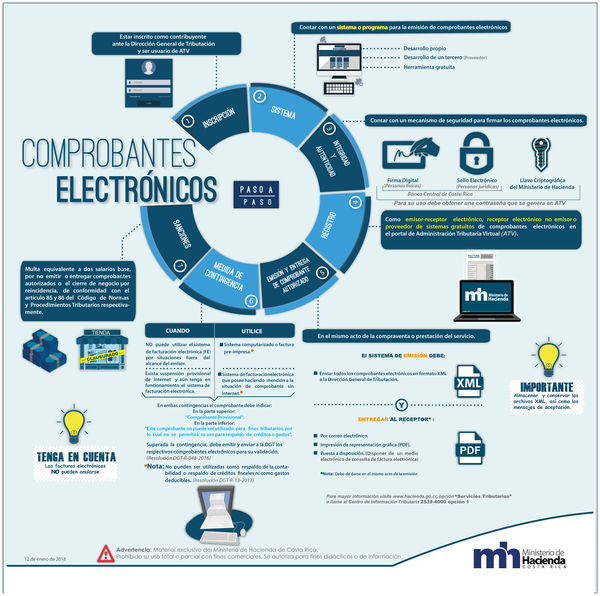 Estar inscrito como contribuyente
ante la Dirección General de Tributación
y ser usuario de ATV
Contar con un sistema o programa para la emisión de comprobantes electrónicos
Desarrollo propio
Desarrollo de un tercero (Proveedor)
Herramienta gratuita
COMPROBANTES
ELECTRÓNICOS
PASO A
PASO
1
INSCRIPCIÓN
2
SISTEMA
3
INTEGRIDAD
Y
AUTENTICIDAD
4
REGISTRO
5
EMISIÓN Y ENTREGA
DE COMPROBANTE
AUTORIZADO
6
MEDIDA DE
CONTINGENCIA
7
SANCIONES
Contar con un mecanismo de seguridad para firmar los comprobantes electrónicos.
Firma Digital
(Personas físicas)
Sello Electrónico
(Personas jurídicas)
Llave Criptográfica
del Ministerio de Hacienda
Banco Central de Costa Rica
Para su uso debe obtener una contraseña que se genera en ATV
Como emisor-receptor electrónico, receptor electrónico no emisor o
proveedor de sistemas gratuitos de comprobantes electrónicos en
el portal de Administración Tributaria Virtual (ATV).
mh Ministerio de
Hacienda
Multa equivalente a dos salarios base,
por no emitir o entregar comprobantes
autorizados o el cierre de negocio por
reincidencia, de conformidad con el
artículo 85 y 86 del Código de Normas
y Procedimientos Tributarios respectiva-
mente.
TIENDA
CLAUSURADO
CUANDO
UTILICE
NO puede utilizar el sistema
de facturación electrónica (FE)
por situaciones fuera del
alcance del emisor.
Sistema computarizado o factura
pre-impresa.*
Exista suspensión provisional
de internet y aún tenga en
funcionamiento el sistema de
facturación electrónica.
Sistema de facturación electrónica
que posee haciendo mención a la
situación de comprobante sin
internet.*
En ambas contingencias el comprobante debe indicar:
En la parte superior:
"Comprobante Provisional".
En la parte inferior:
"Este comprobante no puede ser utilizado para fines tributarios, por
lo cual no se permitirá su uso para respaldo de créditos o gastos".
Superada la contingencia, debe emitir y enviar a la DGT los
respectivos comprobantes electrónicos para su validación.
(Resolución DGT-R-048-2016)
*Nota: No pueden ser utilizadas como respaldo de la conta-
bilidad o respaldo de créditos fiscales ni como gastos
deducibles. (Resolución DGT-R-13-2017)
TENGA EN CUENTA
Las facturas electrónicas
NO pueden anularse
En el mismo acto de la compraventa o prestación del servicio.
El SISTEMA DE EMISIÓN DEBE:
Enviar todos los comprobantes electrónicos en formato XML
a la Dirección General de Tributación.
XML
Y
ENTREGAR AL RECEPTOR* :
Por correo electrónico.
Impresión de representación gráfica (PDF).
Puesta a disposición. (Disponer de un medio
electrónico de consulta de factura electrónica)
PDF
*Nota: Debe de darse en el mismo acto de la emisión
IMPORTANTE
Almacenar y conservar los
archivos XML, así como los
mensajes de aceptación.
Para mayor información visite www.hacienda.go.cr, opción "Servicios Tributarios"
o llame al Centro de Información Tributaria 2539-4000 opción 1
12 de enero de 2018
Advertencia: Material exclusivo del Ministerio de Hacienda de Costa Rica.
Prohibido su uso total o parcial con fines comerciales. Se autoriza para fines didácticos o de información.
mh Ministerio de
Hacienda
COSTA RICA